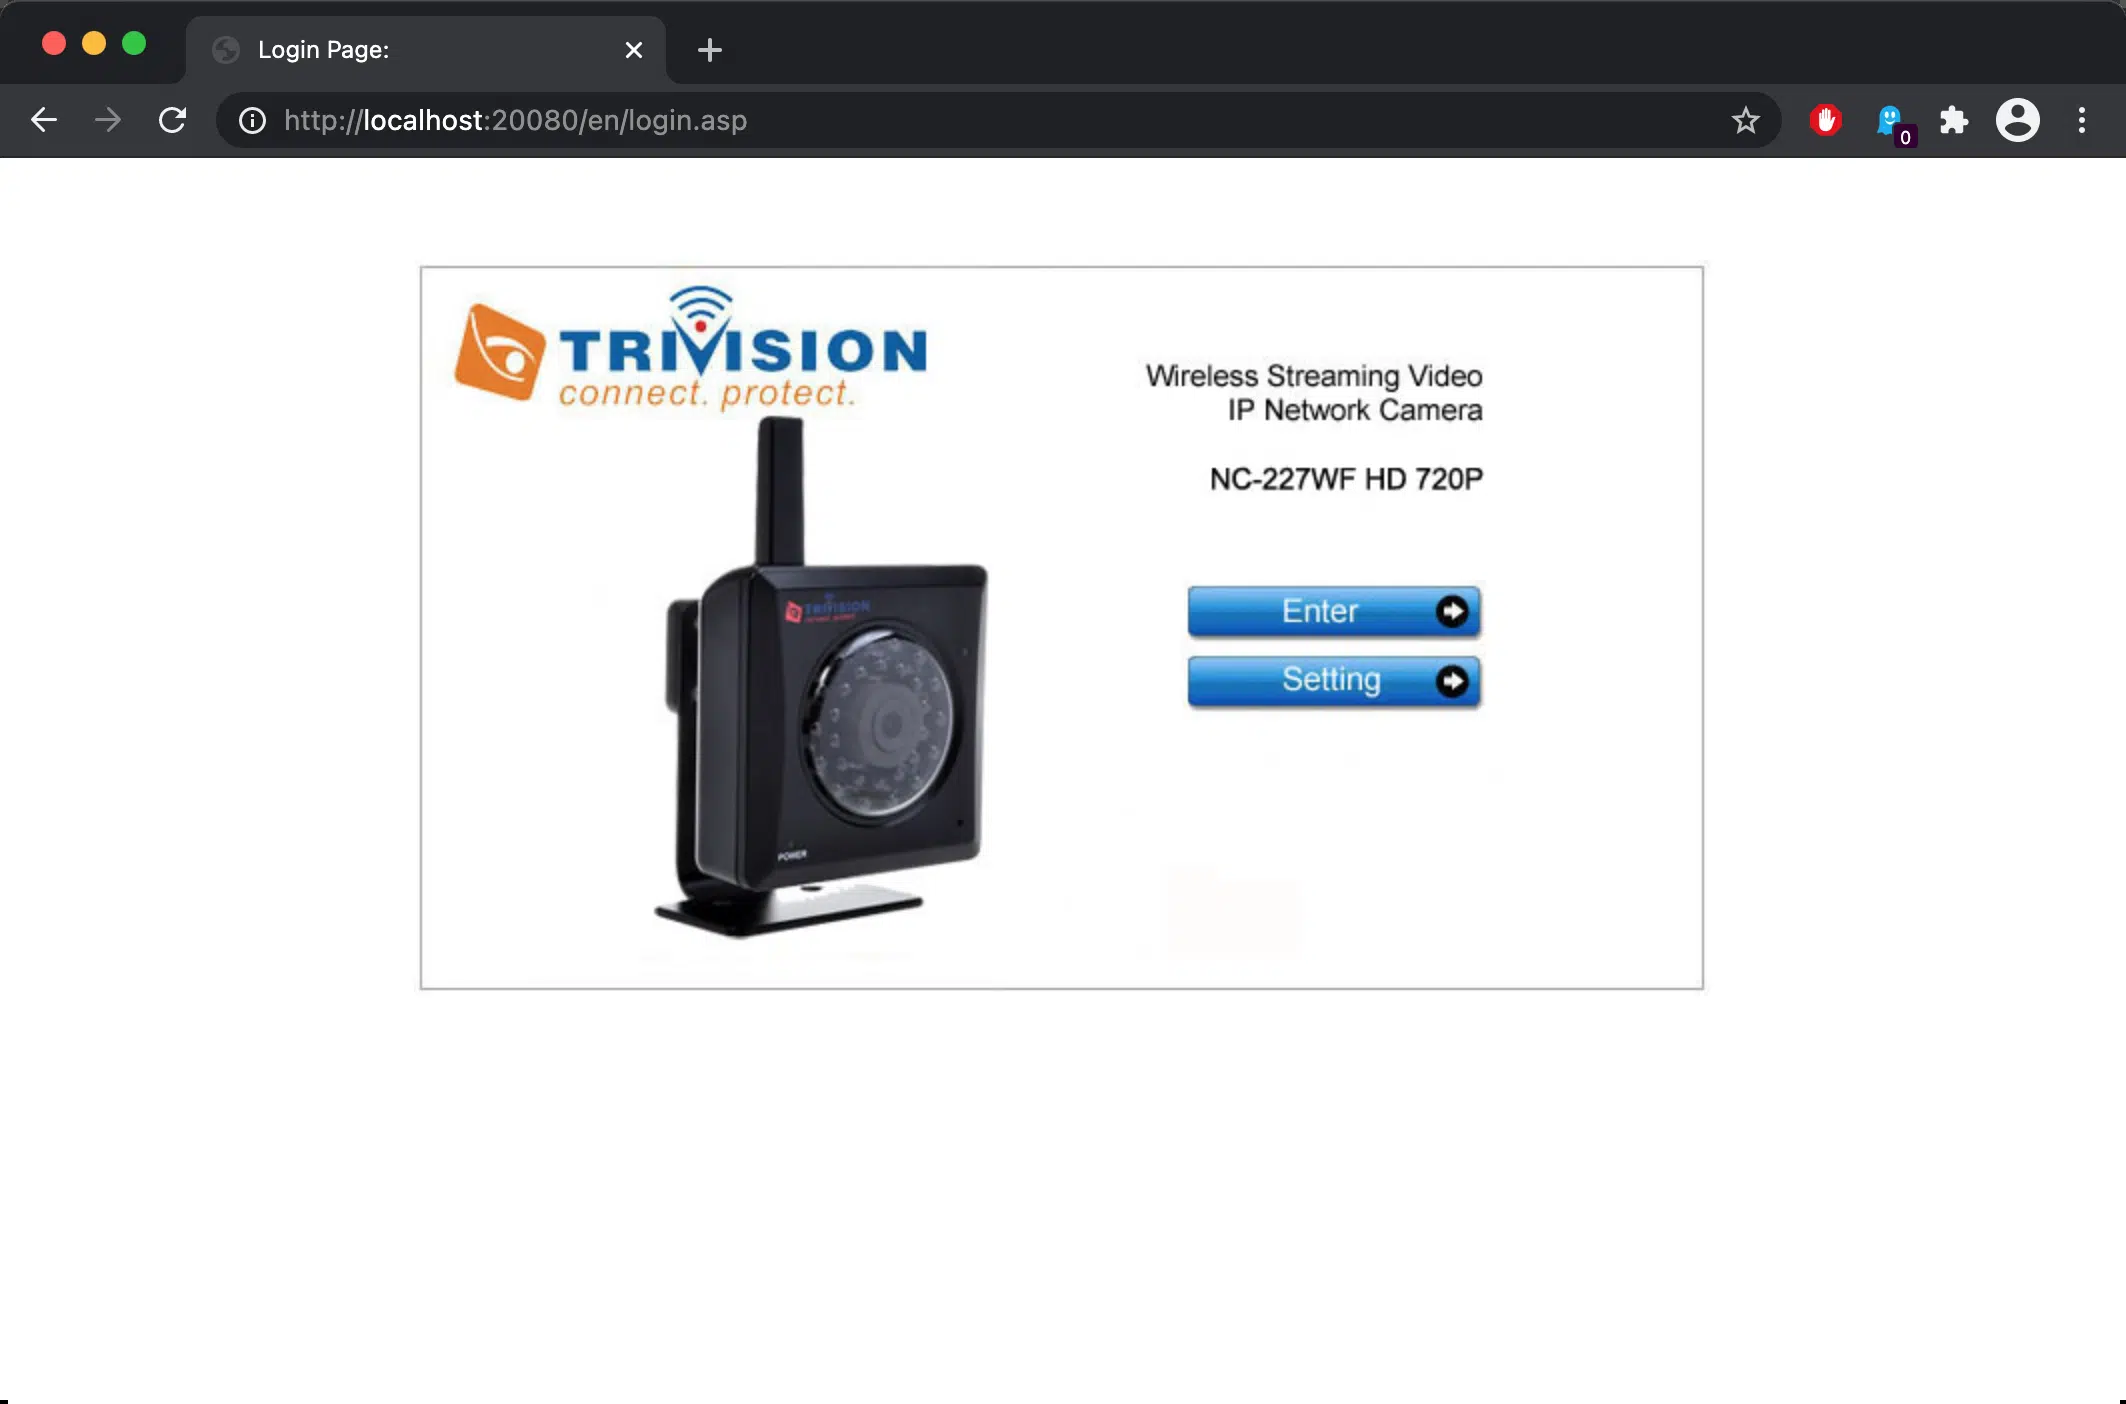 Login Page:
http://localhost:20080/en/login.asp
0
TRIVISION
connect. protect.
Wireless Streaming Video
IP Network Camera
NC-227WF HD 720P
TRIVISION
POWER
Enter
Setting